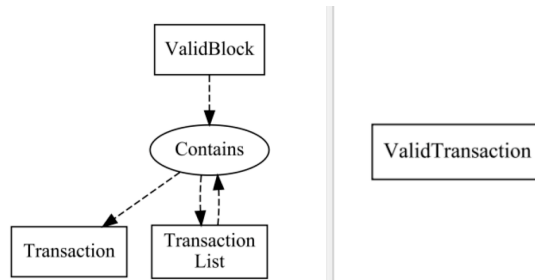 ValidBlock
Contains
Transaction
Transaction
List
ValidTransaction